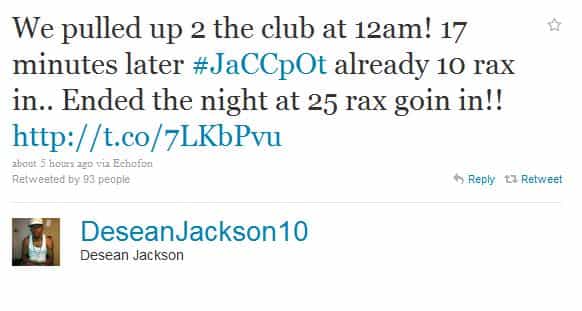 We pulled up 2 the club at 12am! 17
minutes later #JaCCpOt already 10 rax
in.. Ended the night at 25 rax goin in!!
http://t.co/7LKbPvu
about 5 hours ago via Echofon
Retweeted by 93 people
Reply Retweet
DeseanJackson10
Desean Jackson